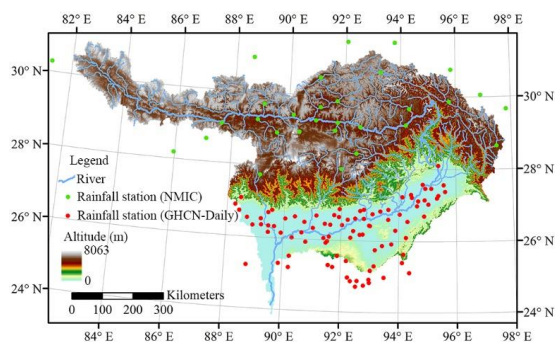 82° E 84° E 86° E 88° E 90° E 92° E 94° E 96° E 98° E
30° N
30° N
28° N
28° N
Legend
River
Rainfall station (NMIC)
Rainfall station (GHCN-Daily)
26° N
26° N
Altitude (m)
8063
0
24° N
24° N
Kilometers
0 100 200 300
84° E 86° E 88° E 90° E 92° E 94° E 96° E 98° E